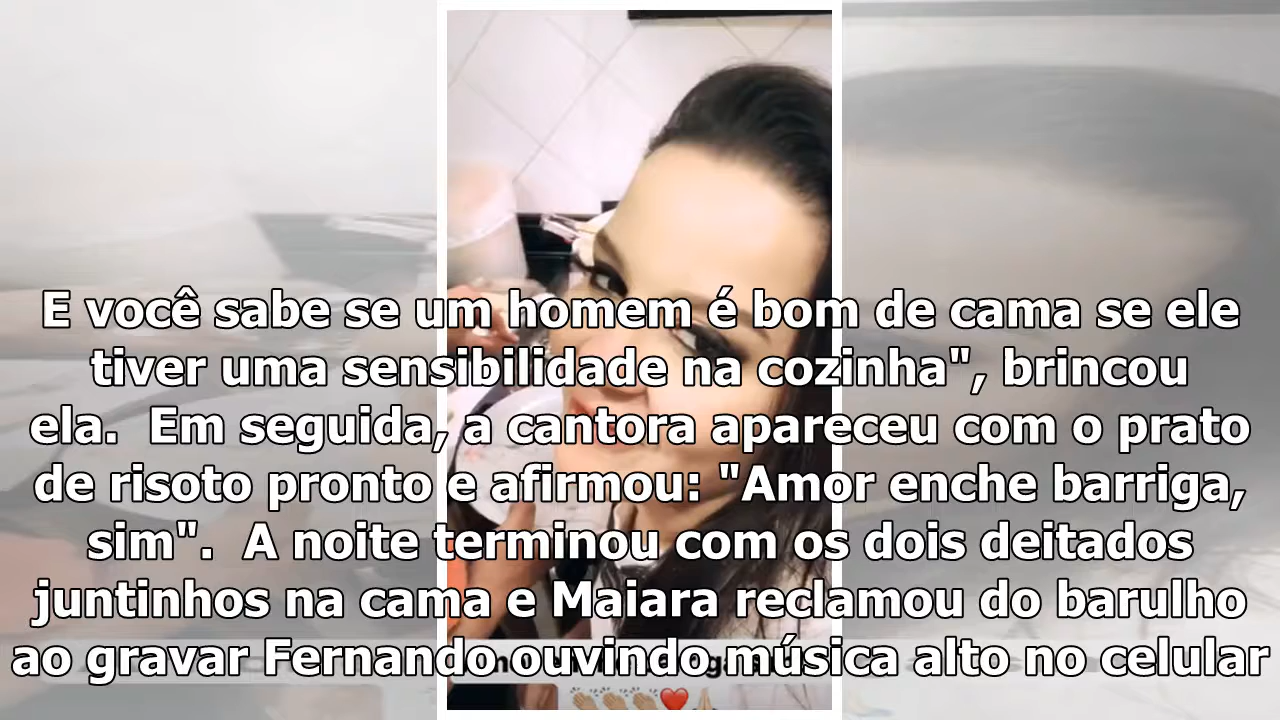 E você sabe se um homem é bom de cama se ele
tiver uma sensibilidade na cozinha", brincou
ela.  Em seguida, a cantora apareceu com o prato
de risoto pronto e afirmou: "Amor enche barriga,
sim".  A noite terminou com os dois deitados
juntinhos na cama e Maiara reclamou do barulho
ao gravar Fernando ouvindo música alto no celular